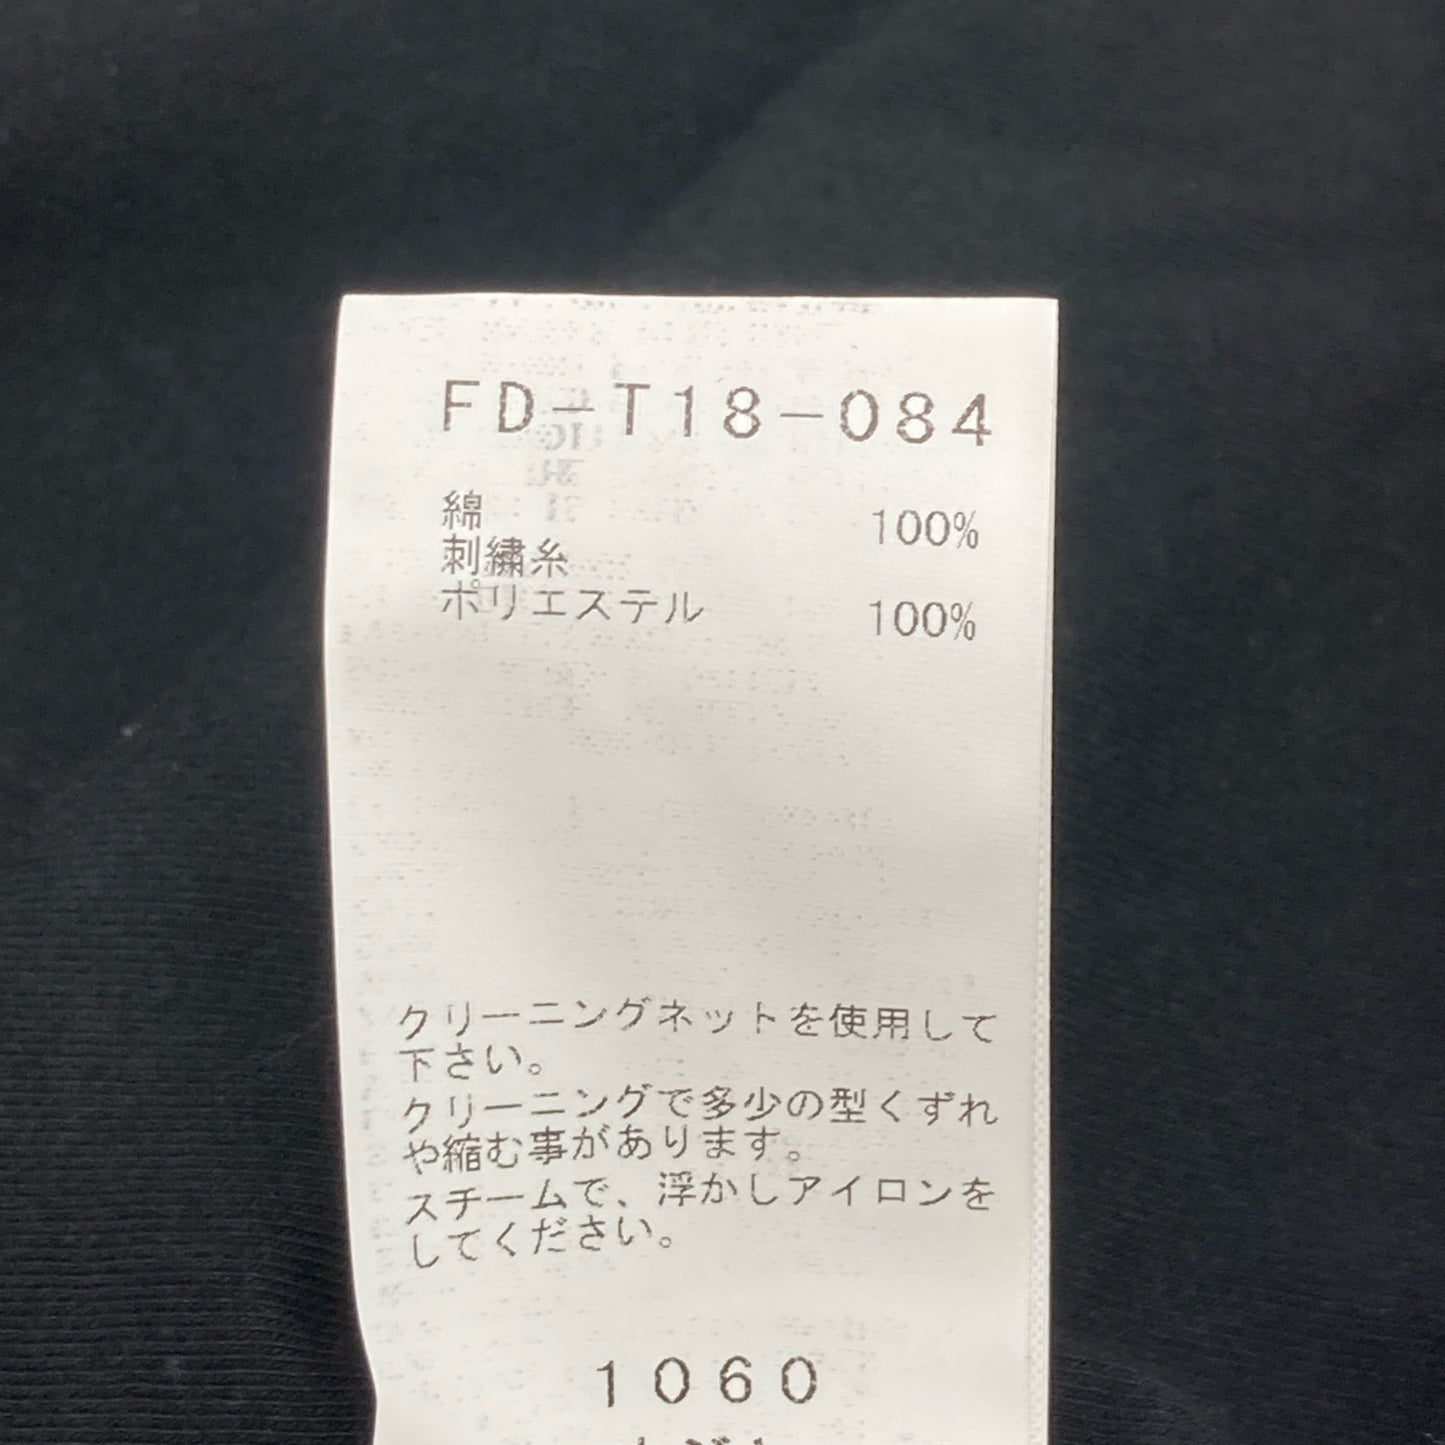 FD-T18-084
綿 100%
刺繍糸
ポリエステル 100%
クリーニングネットを使用して
下さい。
クリーニングで多少の型くずれ
や縮む事があります。
スチームで、浮かしアイロンを
してください。
1060